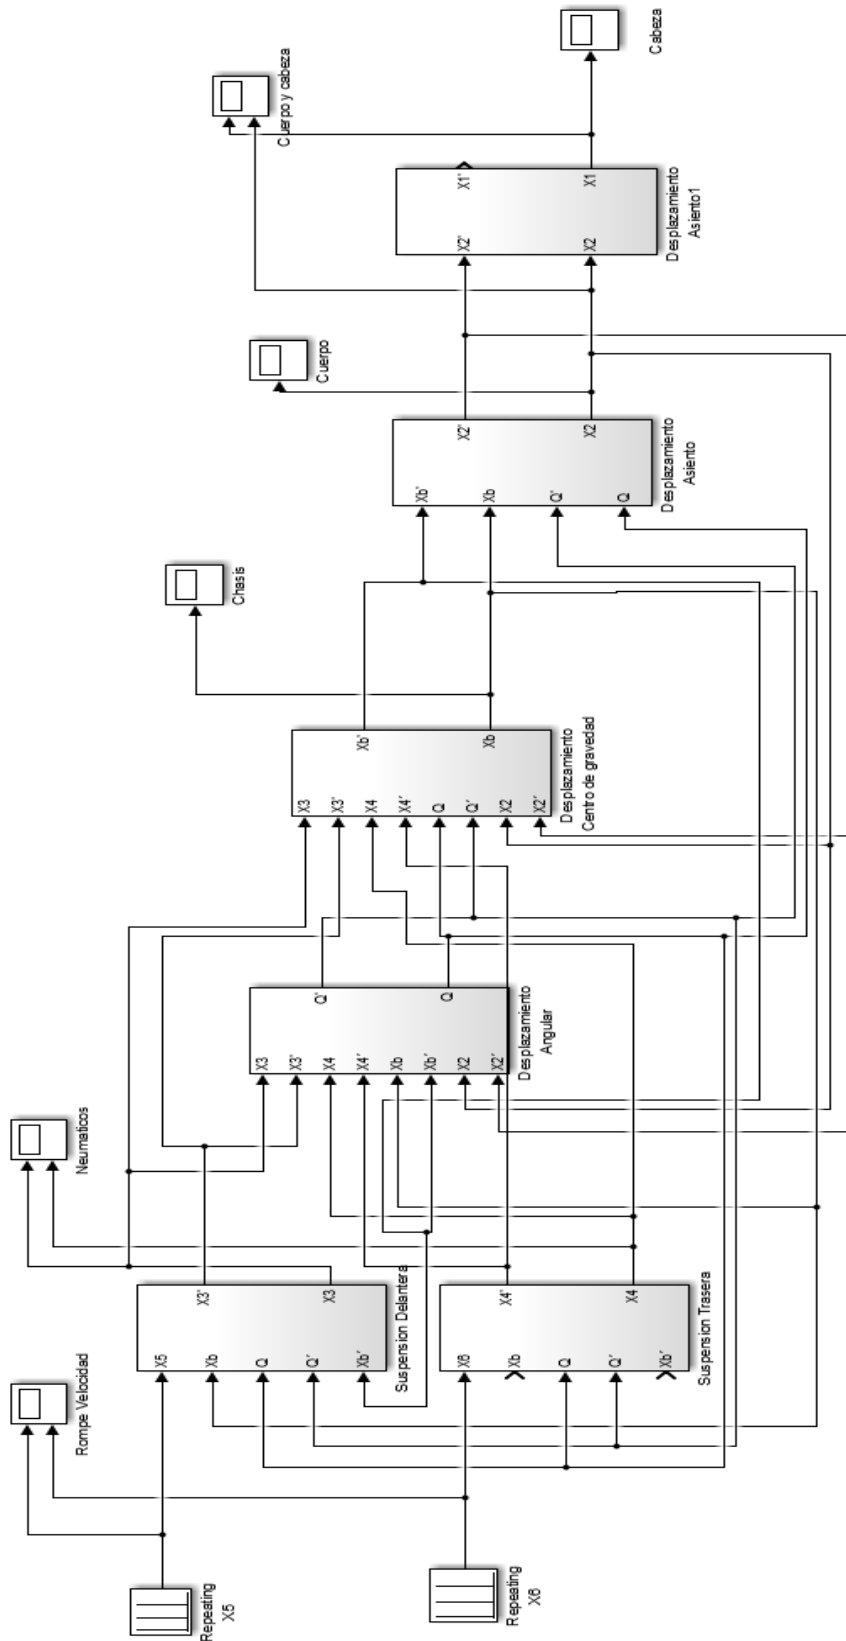 Repeating
X5
Repeating
X6
Rompe Velocidad
X5
Xb
Q
Q'
Xb'
X3'
X3
Suspension Delantera
X6
Xb
Q
Q'
Xb'
X4'
X4
Suspension Trasera
Neumaticos
X3
X3'
X4
X4'
Xb
Xb'
X2
X2'
Q'
Q
Desplazamiento
Angular
X3
X3'
X4
X4'
Q
Q'
X2
X2'
Xb'
Xb
Desplazamiento
Centro de gravedad
Chasis
Xb'
Xb
Q'
Q
X2'
X2
Desplazamiento
Asiento
Cuerpo
X2'
X2
X1'
X1
Desplazamiento
Asiento1
Cuerpo y cabeza
Cabeza